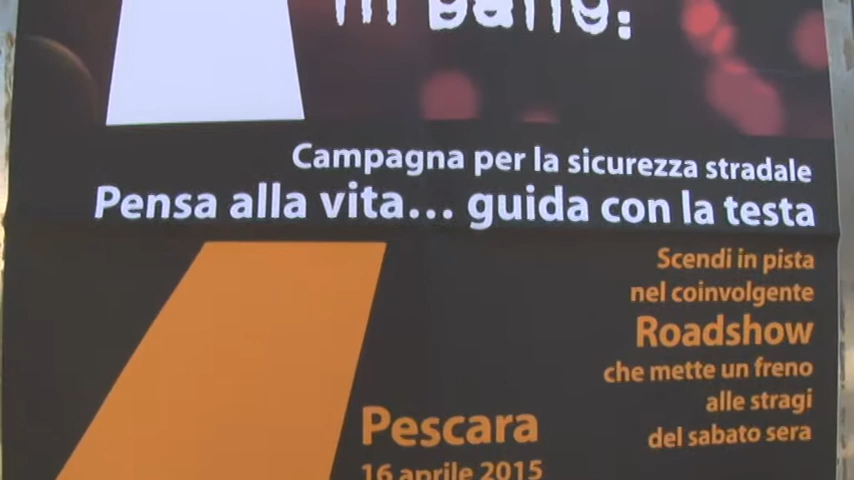 in
Campagna per la sicurezza stradale
Pensa alla vita... guida con la testa
Scendi in pista
nel coinvolgente
Roadshow
che mette un freno
alle stragi
del sabato sera
Pescara
16 aprile 2015